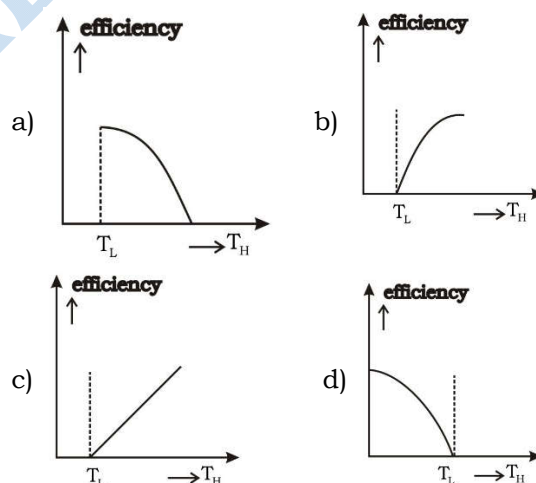 efficiency
a)
T_L
T_H
efficiency
b)
T_L
T_H
efficiency
c)
T_L
T_H
efficiency
d)
T_L
T_H